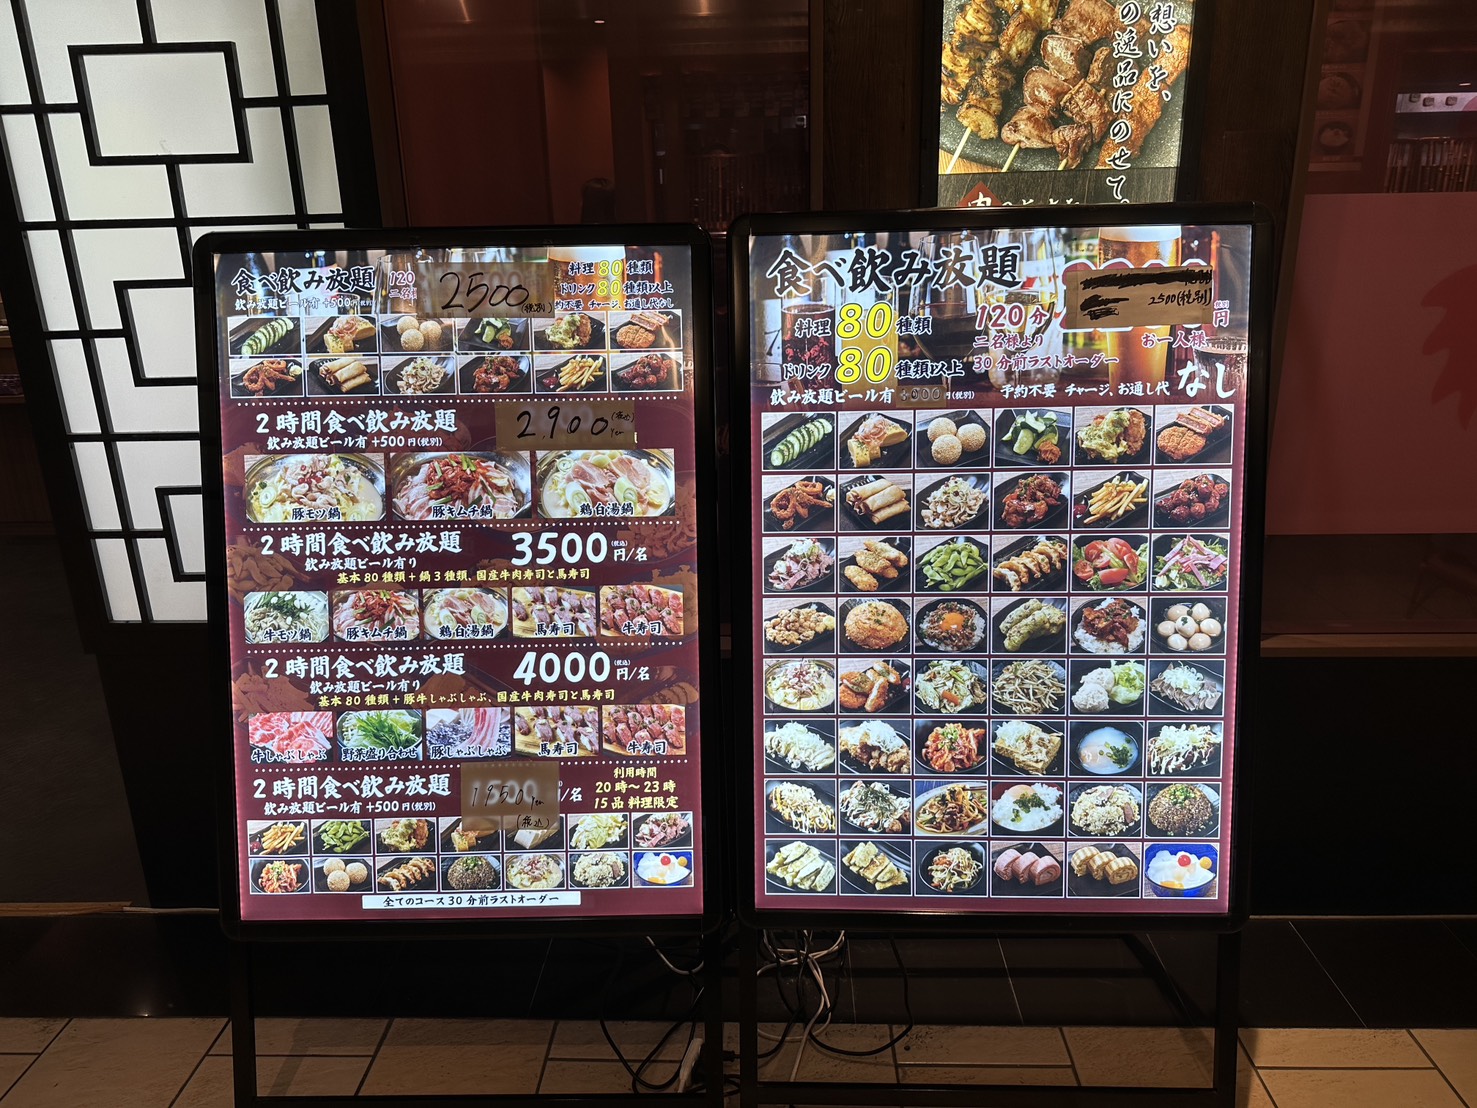 想いを、
の逸品にのせて。
食べ飲み放題
120
二名様
2500
(税別)
料理80種類
ドリンク80種類以上
約不要 チャージ、お通し代なし
飲み放題ビール有+500円(税別)
2時間食べ飲み放題
2,900yen
(税込)
飲み放題ビール有+500円(税別)
豚モツ鍋
豚キムチ鍋
鶏白湯鍋
2時間食べ飲み放題
3500円/名
(税込)
飲み放題ビール有り
基本80種類+鍋3種類、国産牛肉寿司と馬寿司
牛モツ鍋
豚キムチ鍋
鶏白湯鍋
馬寿司
牛寿司
2時間食べ飲み放題
4000円/名
(税込)
飲み放題ビール有り
基本80種類+豚牛しゃぶしゃぶ、国産牛肉寿司と馬寿司
牛しゃぶしゃぶ
野菜盛り合わせ
豚しゃぶしゃぶ
馬寿司
牛寿司
2時間食べ飲み放題
1950yen
(税込)
/名
飲み放題ビール有+500円(税別)
利用時間
20時〜23時
15品料理限定
全てのコース30分前ラストオーダー
食べ飲み放題
2500(税別)
税別
円
料理80種類
120分
二名様より
お一人様
ドリンク80種類以上
30分前ラストオーダー
飲み放題ビール有
円(税別)
予約不要 チャージ、お通し代なし